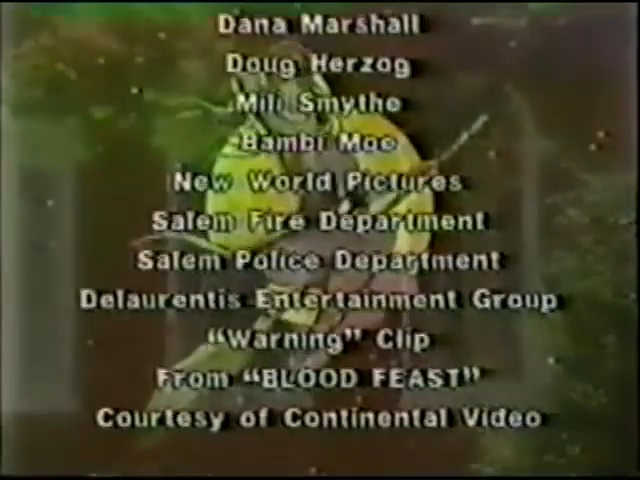 Dana Marshall
Doug Herzog
Mili Smythe
Bambi Moe
New World Pictures
Salem Fire Department
Salem Police Department
Delaurentis Entertainment Group
"Warning" Clip
From "BLOOD FEAST"
Courtesy of Continental Video